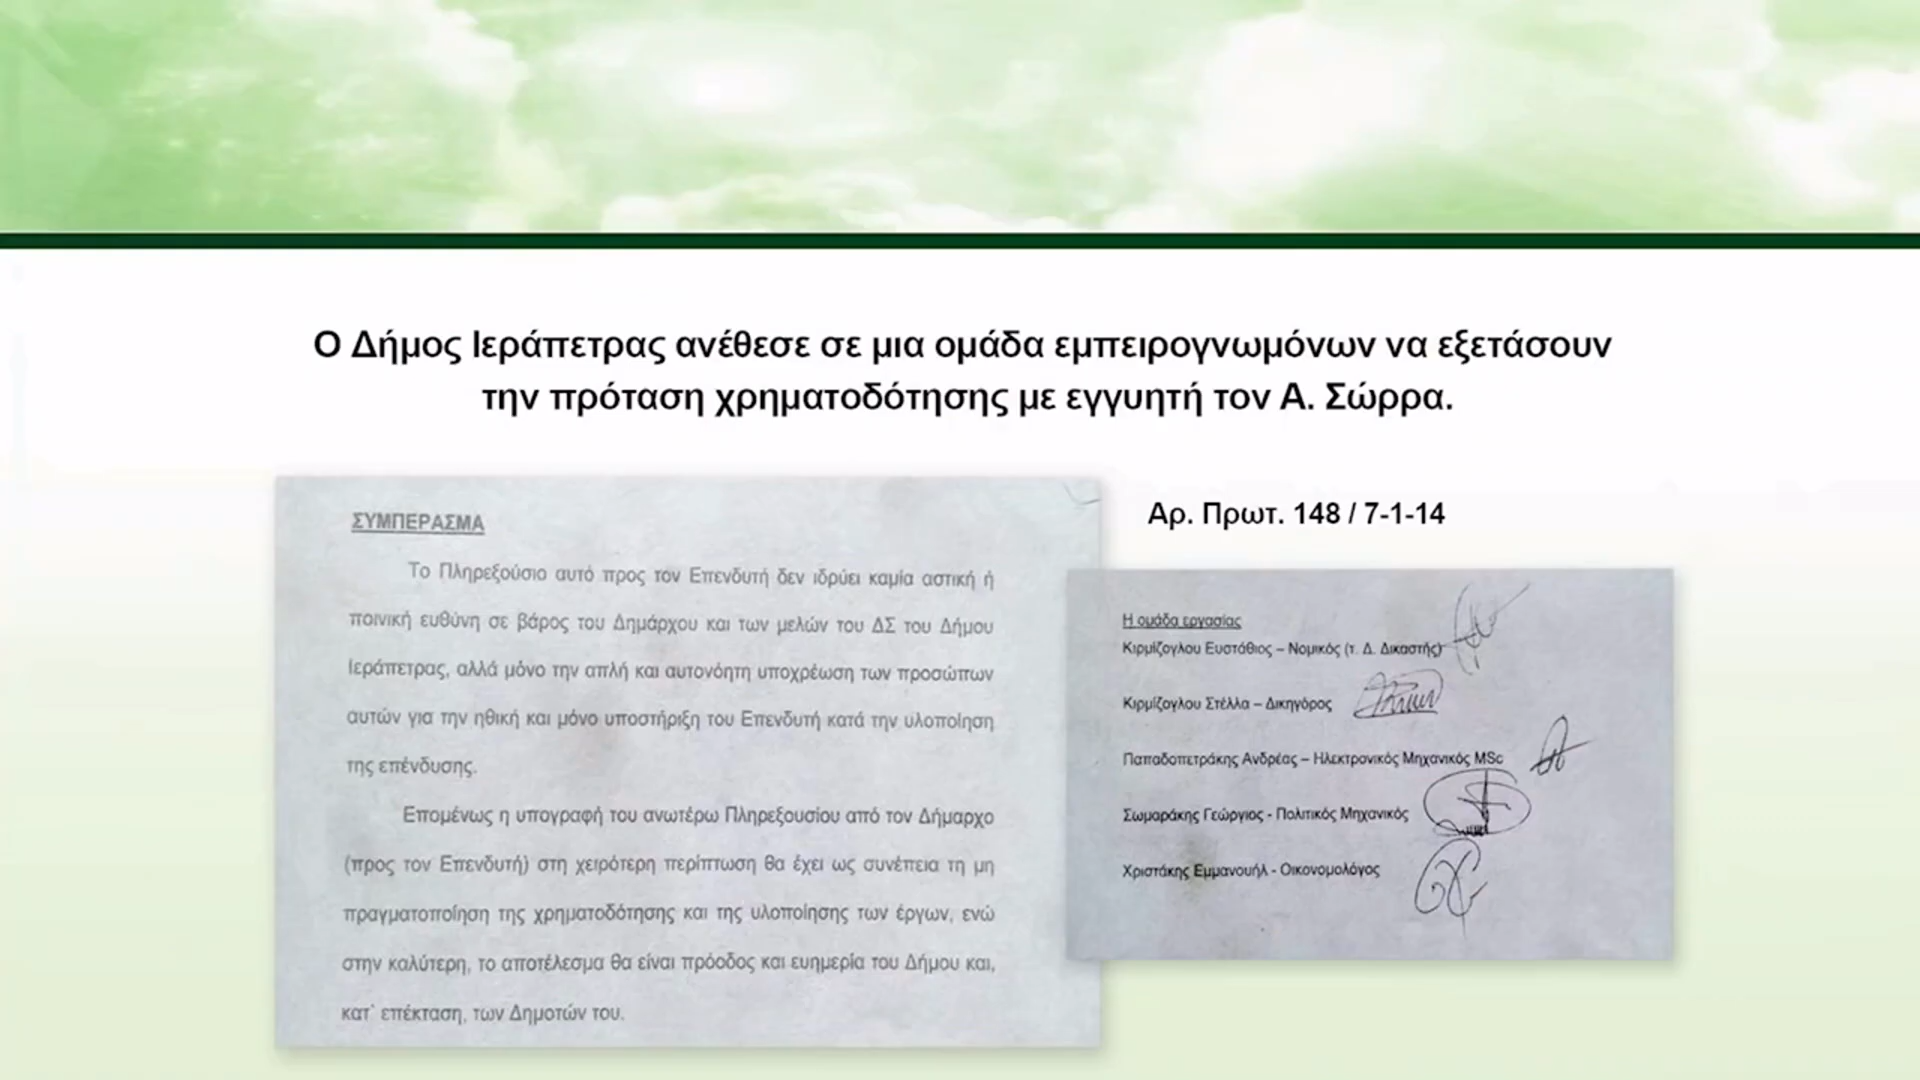 Ο Δήμος Ιεράπετρας ανέθεσε σε μια ομάδα εμπειρογνωμόνων να εξετάσουν
την πρόταση χρηματοδότησης με εγγυητή τον Α. Σώρρα.
ΣΥΜΠΕΡΑΣΜΑ
Το Πληρεξούσιο αυτό προς τον Επενδυτή δεν ιδρύει καμία αστική ή
ποινική ευθύνη σε βάρος του Δημάρχου και των μελών του ΔΣ του Δήμου
Ιεράπετρας, αλλά μόνο την απλή και αυτονόητη υποχρέωση των προσώπων
αυτών για την ηθική και μόνο υποστήριξη του Επενδυτή κατά την υλοποίηση
της επένδυσης.
Επομένως η υπογραφή του ανωτέρω Πληρεξουσίου από τον Δήμαρχο
(προς τον Επενδυτή) στη χειρότερη περίπτωση θα έχει ως συνέπεια τη μη
πραγματοποίηση της χρηματοδότησης και της υλοποίησης των έργων, ενώ
στην καλύτερη, το αποτέλεσμα θα είναι πρόοδος και ευημερία του Δήμου και,
κατ᾽ επέκταση, των Δημοτών του.
Αρ. Πρωτ. 148 / 7-1-14
Η ομάδα εργασίας
Κιρμίζογλου Ευστάθιος – Νομικός (τ. Δ. Δικαστής)
Κιρμίζογλου Στέλλα – Δικηγόρος
Παπαδοπετράκης Ανδρέας – Ηλεκτρονικός Μηχανικός MSc
Σωμαράκης Γεώργιος - Πολιτικός Μηχανικός
Χριστάκης Εμμανουήλ - Οικονομολόγος